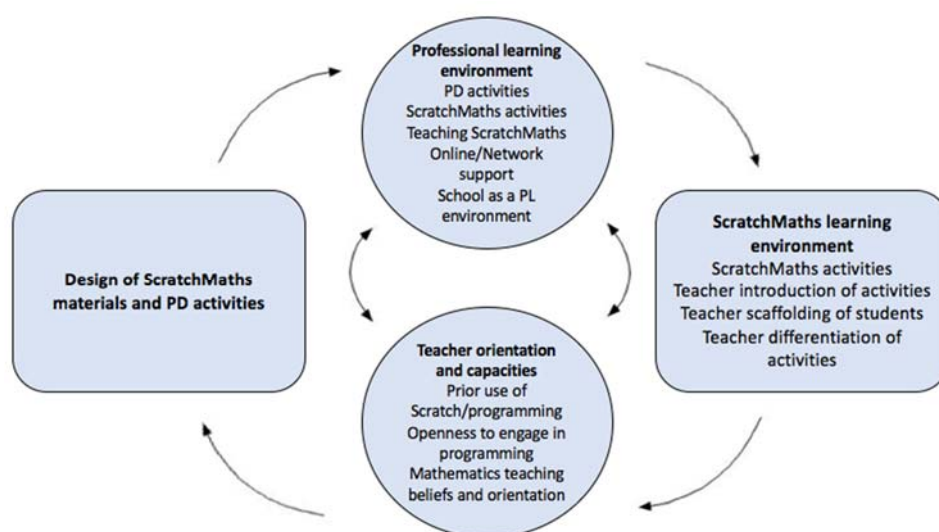 Professional learning
environment
PD activities
ScratchMaths activities
Teaching ScratchMaths
Online/Network
support
School as a PL
environment
Design of ScratchMaths
materials and PD activities
ScratchMaths learning
environment
ScratchMaths activities
Teacher introduction of activities
Teacher scaffolding of students
Teacher differentiation of
activities
Teacher orientation
and capacities
Prior use of
Scratch/programming
Openness to engage in
programming
Mathematics teaching
beliefs and orientation